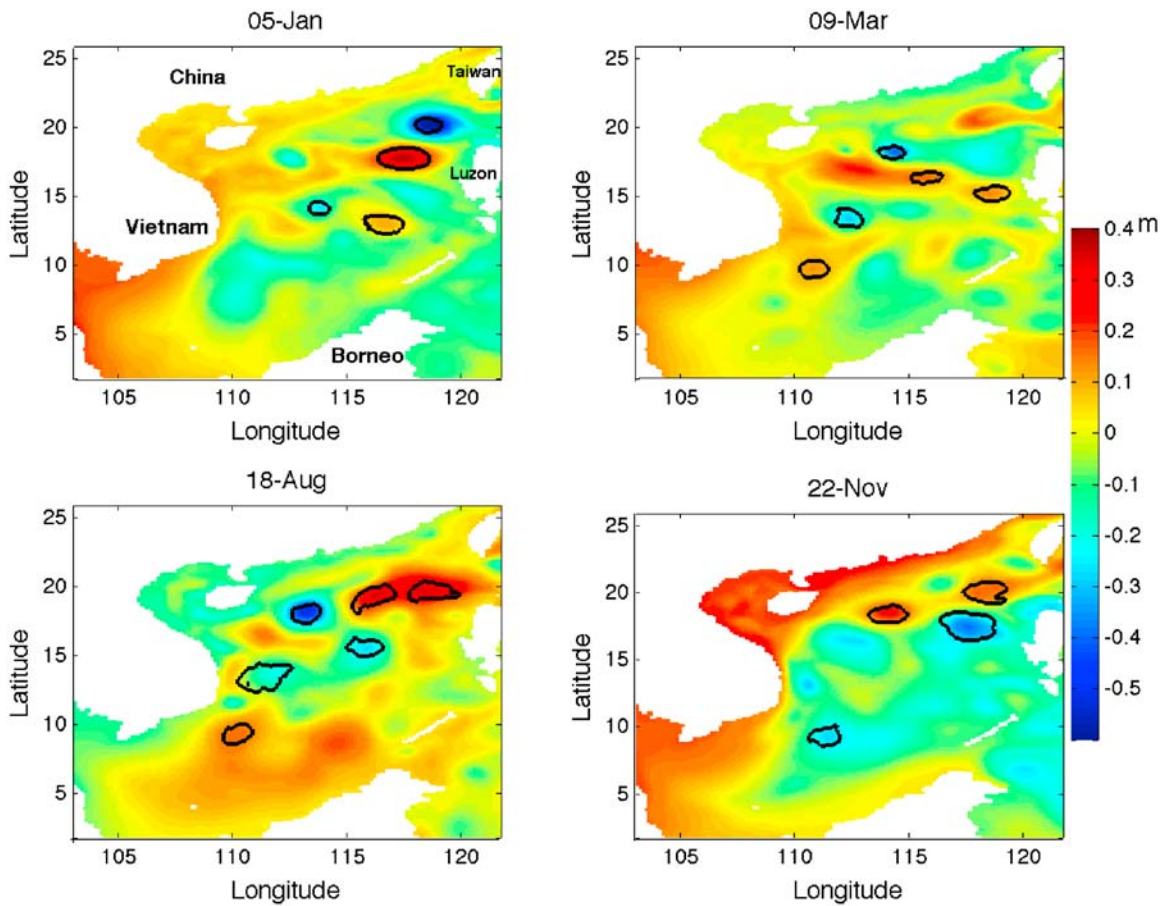 05-Jan
09-Mar
25
20
15
10
5
Latitude
China
Taiwan
Luzon
Vietnam
Borneo
105 110 115 120
Longitude
25
20
15
10
5
Latitude
105 110 115 120
Longitude
0.4 m
0.3
0.2
0.1
0
-0.1
-0.2
-0.3
-0.4
-0.5
18-Aug
22-Nov
25
20
15
10
5
Latitude
105 110 115 120
Longitude
25
20
15
10
5
Latitude
105 110 115 120
Longitude